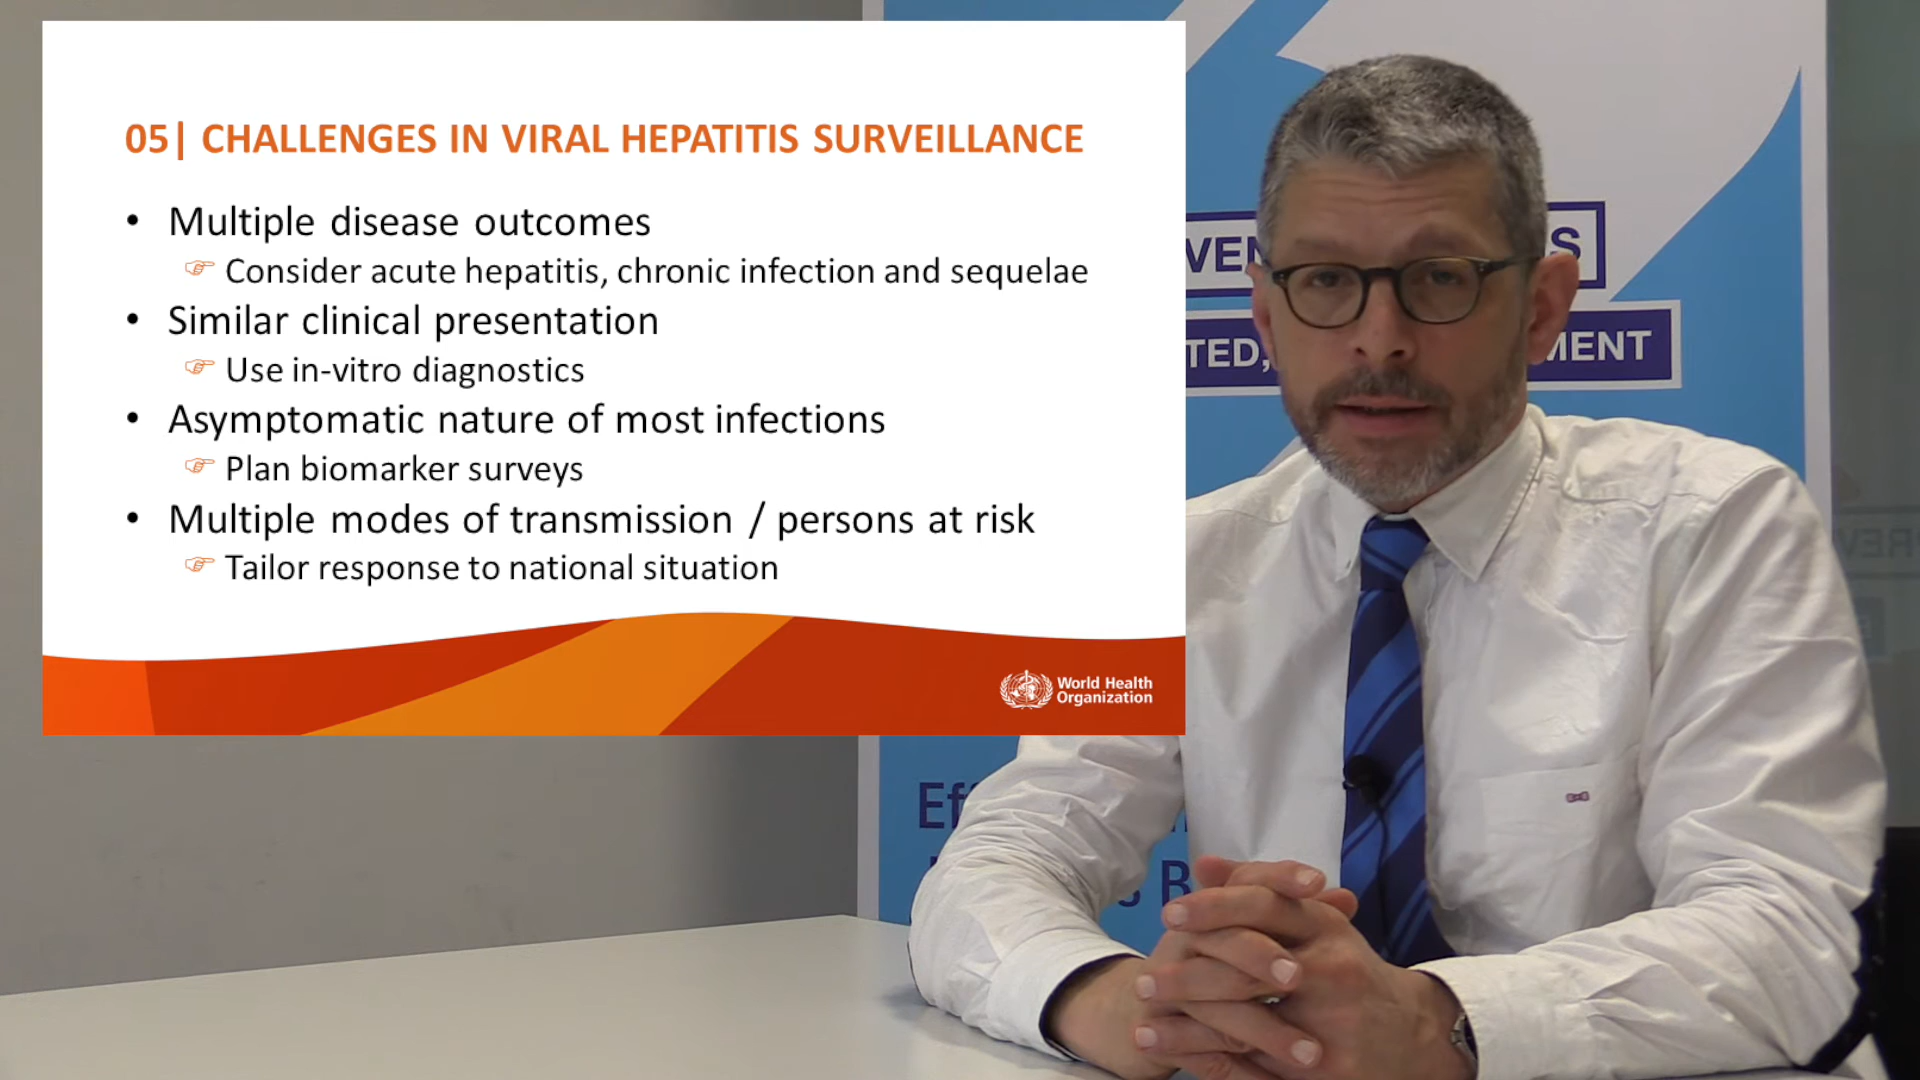 05| CHALLENGES IN VIRAL HEPATITIS SURVEILLANCE
• Multiple disease outcomes
☞ Consider acute hepatitis, chronic infection and sequelae
• Similar clinical presentation
☞ Use in-vitro diagnostics
• Asymptomatic nature of most infections
☞ Plan biomarker surveys
• Multiple modes of transmission / persons at risk
☞ Tailor response to national situation
World Health
Organization